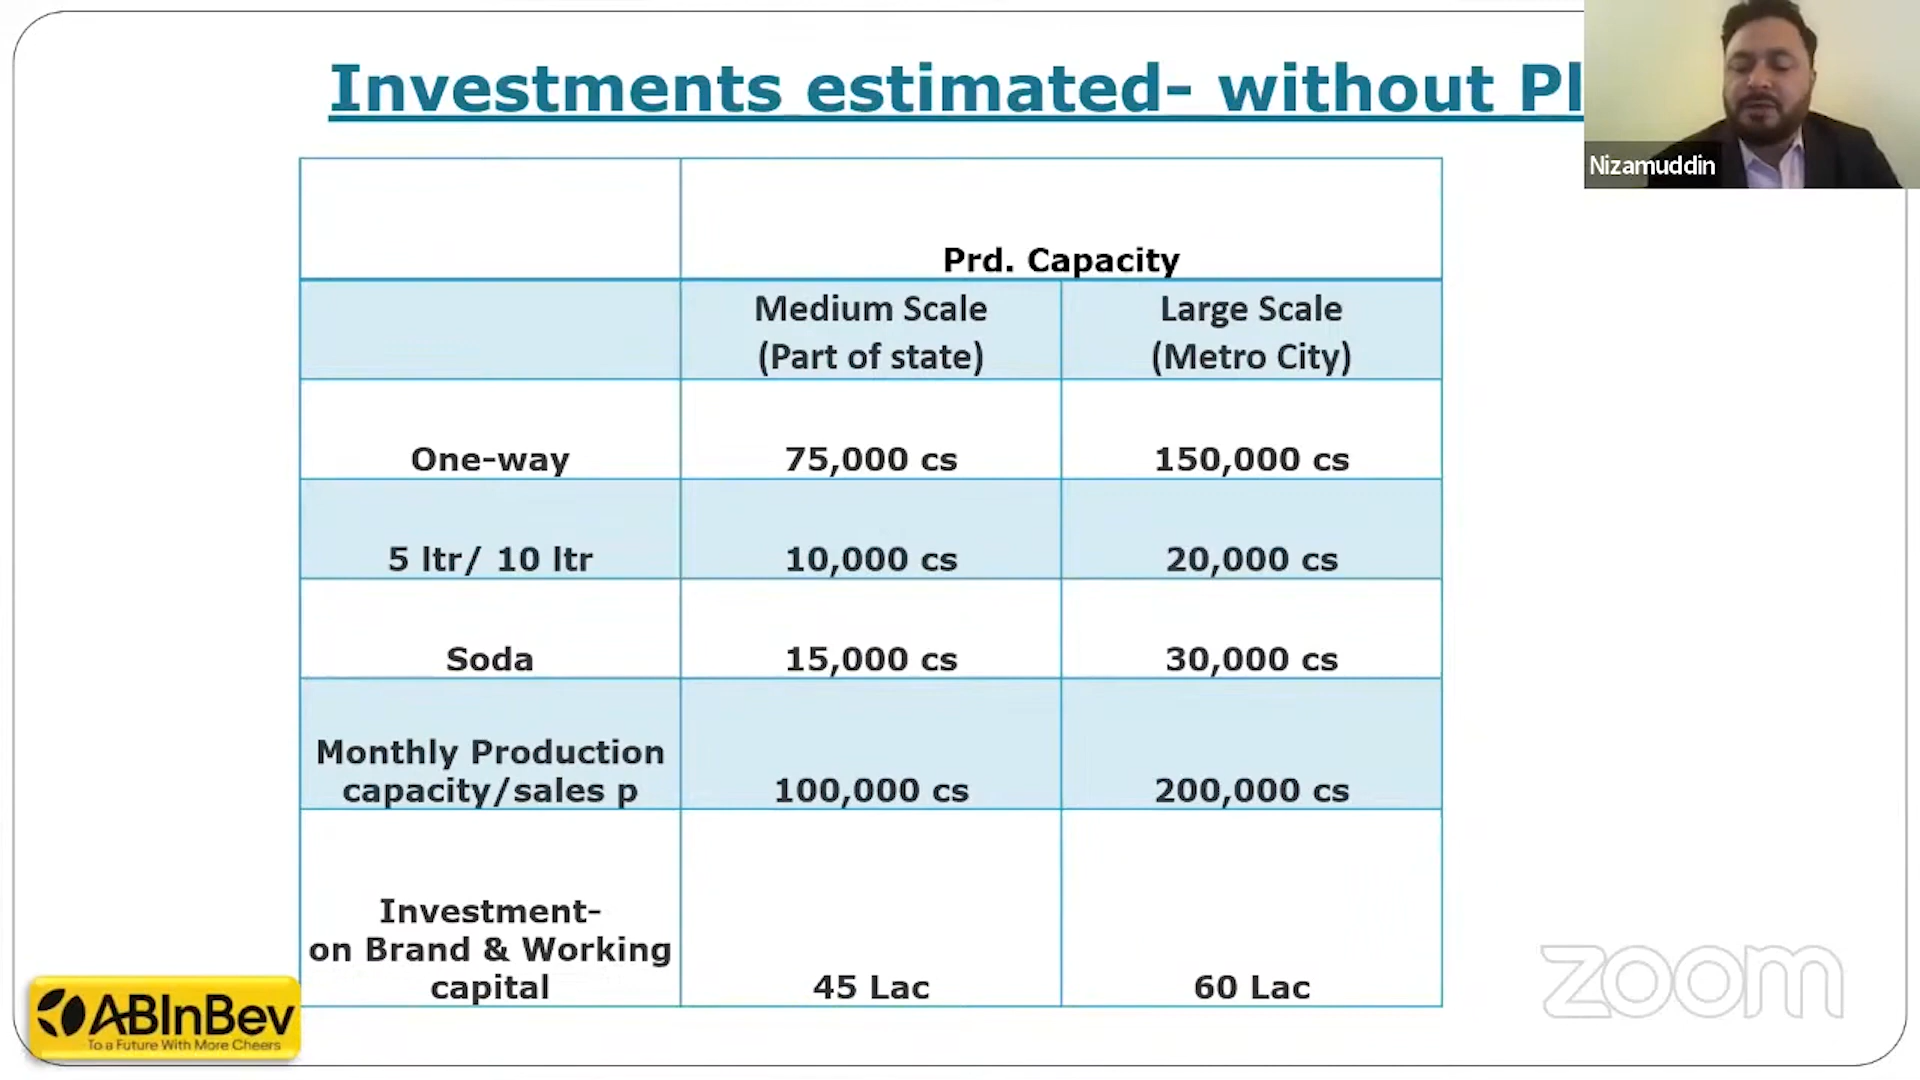 Investments estimated- without Pl
Nizamuddin
Prd. Capacity
Medium Scale
(Part of state)
Large Scale
(Metro City)
One-way
75,000 cs
150,000 cs
5 ltr/ 10 ltr
10,000 cs
20,000 cs
Soda
15,000 cs
30,000 cs
Monthly Production
capacity/sales p
100,000 cs
200,000 cs
Investment-
on Brand & Working
capital
45 Lac
60 Lac
ABInBev
To a Future With More Cheers
zoom